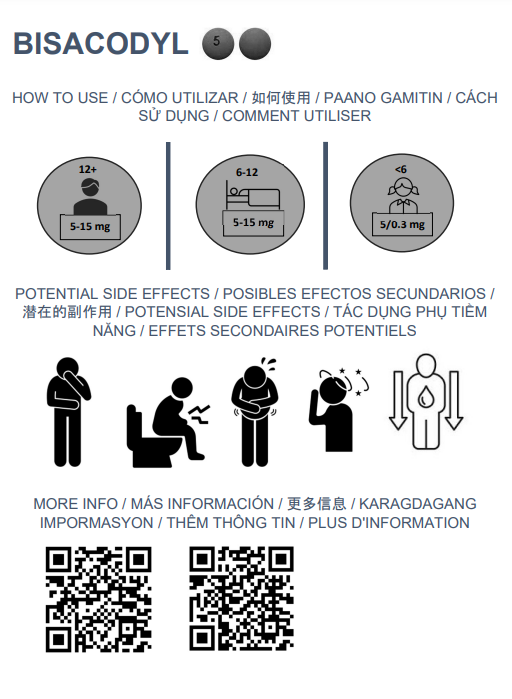 BISACODYL 5
HOW TO USE / CÓMO UTILIZAR / 如何使用 / PAANO GAMITIN / CÁCH
SỬ DỤNG / COMMENT UTILISER
12+
5-15 mg
6-12
5-15 mg
<6
5/0.3 mg
POTENTIAL SIDE EFFECTS / POSIBLES EFECTOS SECUNDARIOS /
潜在的副作用 / POTENSIAL SIDE EFFECTS / TÁC DỤNG PHỤ TIỀM
NĂNG / EFFETS SECONDAIRES POTENTIELS
MORE INFO / MÁS INFORMACIÓN / 更多信息 / KARAGDAGANG
IMPORMASYON / THÊM THÔNG TIN / PLUS D'INFORMATION